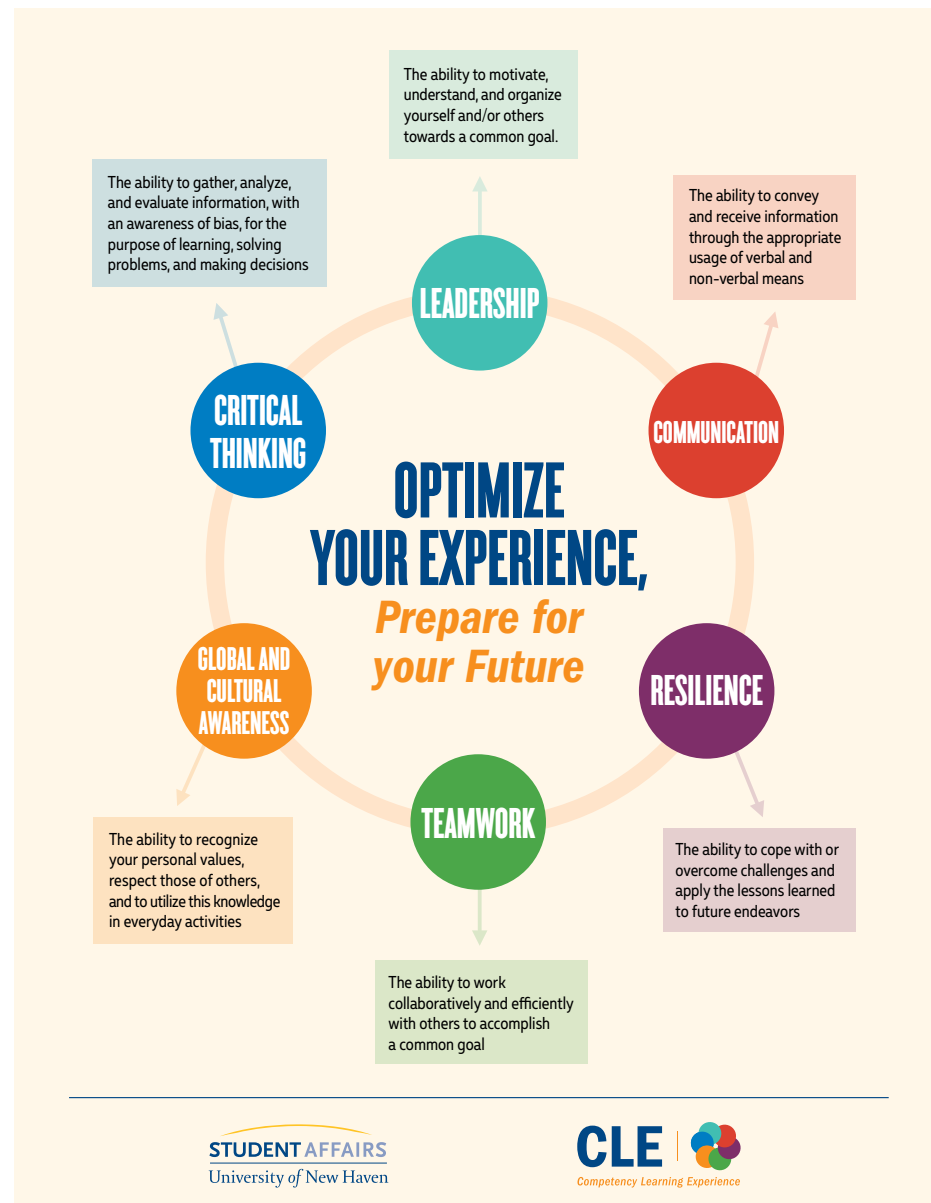 The ability to motivate,
understand, and organize
yourself and/or others
towards a common goal.
The ability to gather, analyze,
and evaluate information, with
an awareness of bias, for the
purpose of learning, solving
problems, and making decisions
The ability to convey
and receive information
through the appropriate
usage of verbal and
non-verbal means
LEADERSHIP
CRITICAL
THINKING
COMMUNICATION
OPTIMIZE
YOUR EXPERIENCE,
Prepare for
your Future
GLOBAL AND
CULTURAL
AWARENESS
RESILIENCE
TEAMWORK
The ability to recognize
your personal values,
respect those of others,
and to utilize this knowledge
in everyday activities
The ability to cope with or
overcome challenges and
apply the lessons learned
to future endeavors
The ability to work
collaboratively and efficiently
with others to accomplish
a common goal
STUDENT AFFAIRS
University of New Haven
CLE
Competency Learning Experience